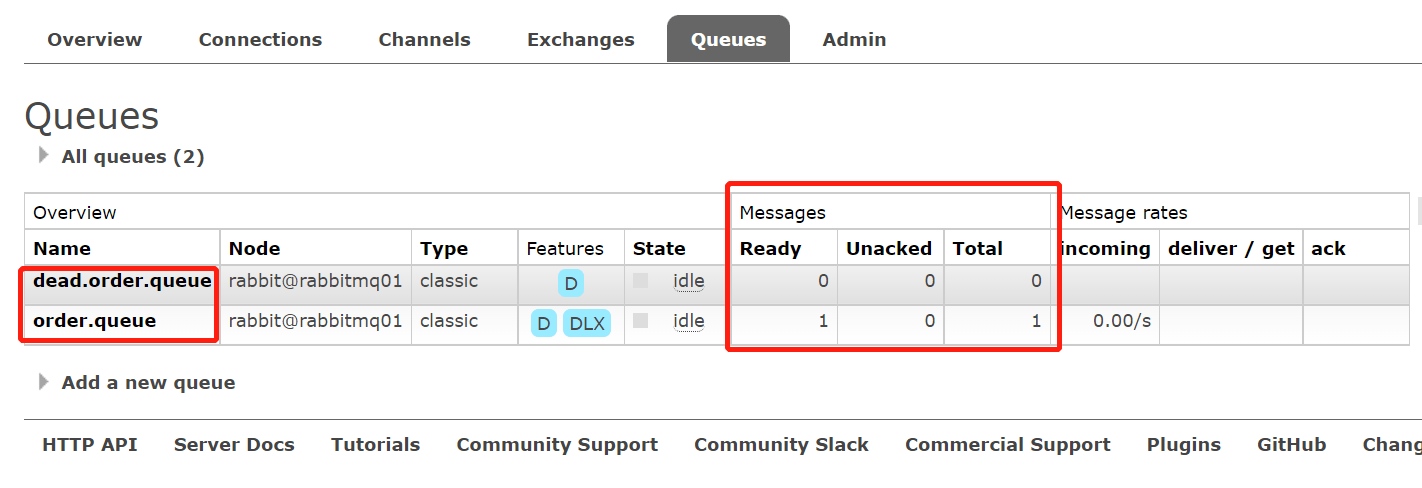 Overview Connections Channels Exchanges Queues Admin
Queues
All queues (2)
Overview Messages Message rates
Name Node Type Features State Ready Unacked Total incoming deliver / get ack
dead.order.queue rabbit@rabbitmq01 classic D idle 0 0 0
order.queue rabbit@rabbitmq01 classic D DLX idle 1 0 1 0.00/s
Add a new queue
HTTP API Server Docs Tutorials Community Support Community Slack Commercial Support Plugins GitHub Chang